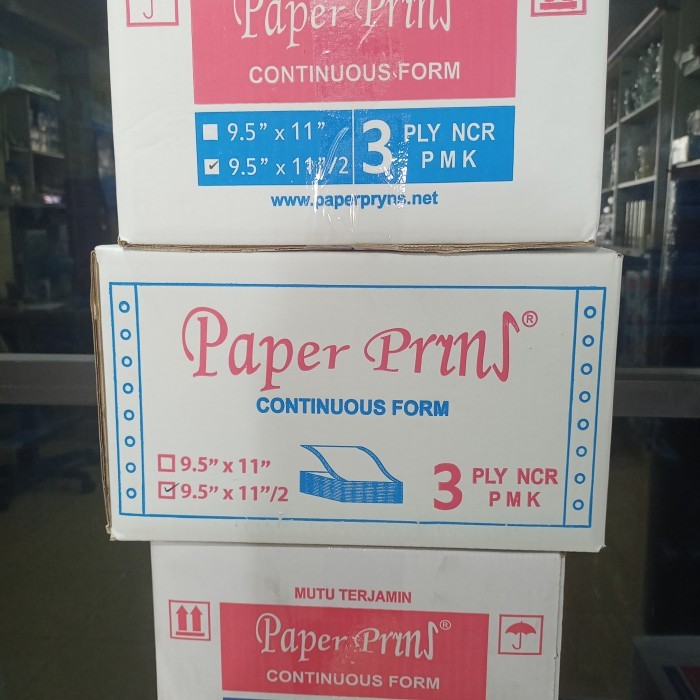 Paper Prins
CONTINUOUS FORM
9.5” x 11”
9.5” x 11”/2
3 PLY NCR
PMK
www.paperpryns.net
Paper Prins®
CONTINUOUS FORM
9.5” x 11”
9.5” x 11”/2
3 PLY NCR
PMK
MUTU TERJAMIN
Paper Prins®
CONTINUOUS FORM